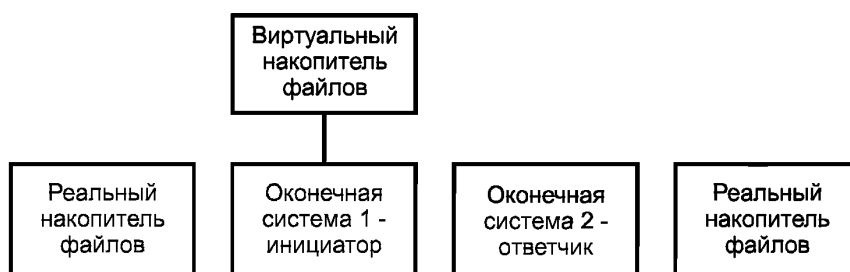 Виртуальный
накопитель
файлов
Реальный
накопитель
файлов
Оконечная
система 1 -
инициатор
Оконечная
система 2 -
ответчик
Реальный
накопитель
файлов